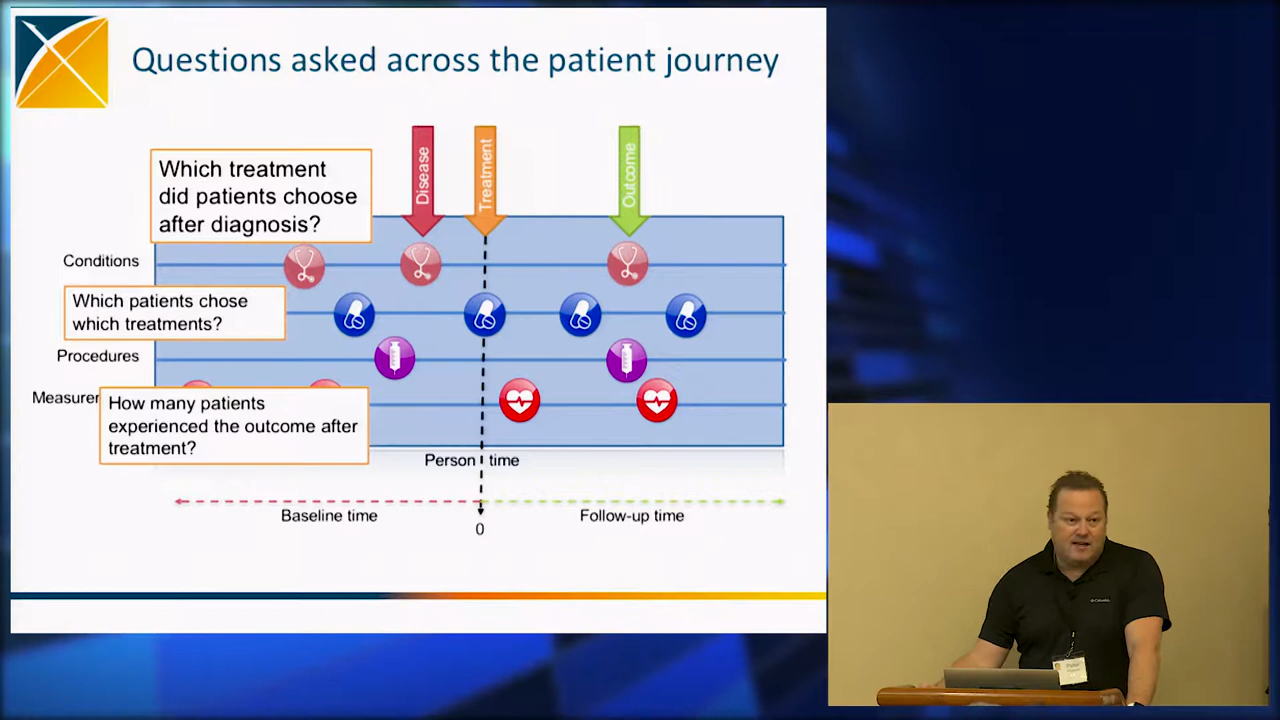 Questions asked across the patient journey
Disease
Treatment
Outcome
Which treatment
did patients choose
after diagnosis?
Conditions
Which patients chose
which treatments?
Procedures
Measurer
How many patients
experienced the outcome after
treatment?
Person time
Baseline time
Follow-up time
0
Columbia